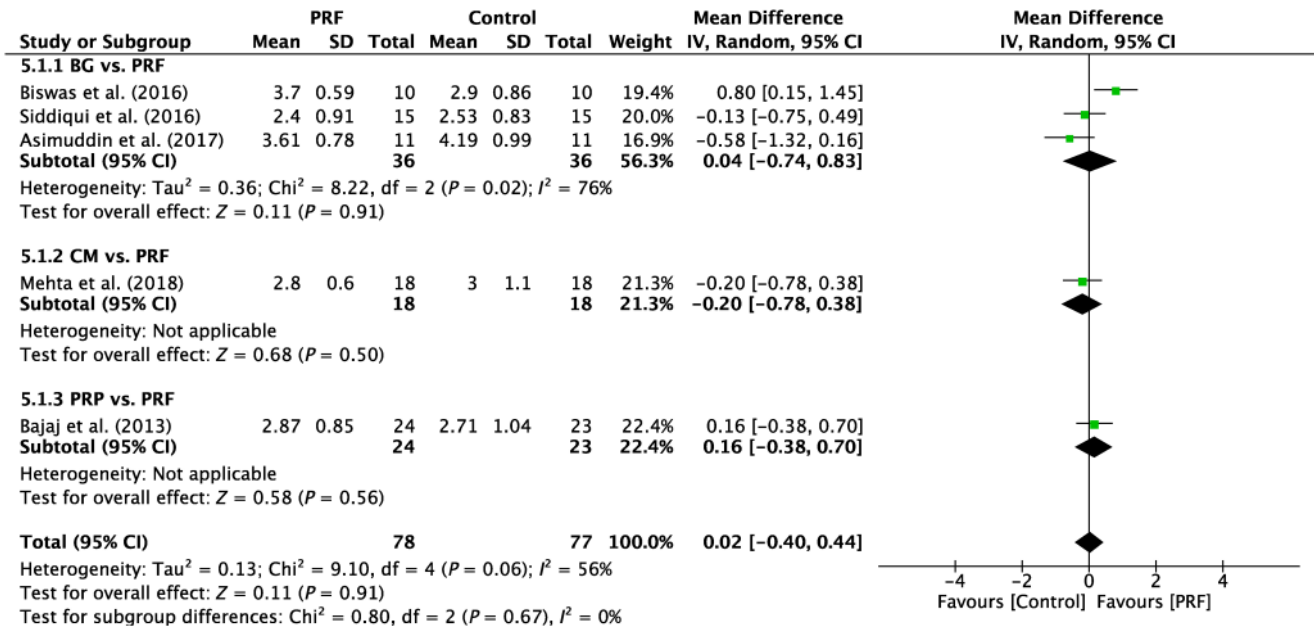 PRF Control Mean Difference Mean Difference
Study or Subgroup Mean SD Total Mean SD Total Weight IV, Random, 95% CI IV, Random, 95% CI
5.1.1 BG vs. PRF
Biswas et al. (2016) 3.7 0.59 10 2.9 0.86 10 19.4% 0.80 [0.15, 1.45]
Siddiqui et al. (2016) 2.4 0.91 15 2.53 0.83 15 20.0% −0.13 [−0.75, 0.49]
Asimuddin et al. (2017) 3.61 0.78 11 4.19 0.99 11 16.9% −0.58 [−1.32, 0.16]
Subtotal (95% CI) 36 36 56.3% 0.04 [−0.74, 0.83]
Heterogeneity: Tau² = 0.36; Chi² = 8.22, df = 2 (P = 0.02); I² = 76%
Test for overall effect: Z = 0.11 (P = 0.91)
5.1.2 CM vs. PRF
Mehta et al. (2018) 2.8 0.6 18 3 1.1 18 21.3% −0.20 [−0.78, 0.38]
Subtotal (95% CI) 18 18 21.3% −0.20 [−0.78, 0.38]
Heterogeneity: Not applicable
Test for overall effect: Z = 0.68 (P = 0.50)
5.1.3 PRP vs. PRF
Bajaj et al. (2013) 2.87 0.85 24 2.71 1.04 23 22.4% 0.16 [−0.38, 0.70]
Subtotal (95% CI) 24 23 22.4% 0.16 [−0.38, 0.70]
Heterogeneity: Not applicable
Test for overall effect: Z = 0.58 (P = 0.56)
Total (95% CI) 78 77 100.0% 0.02 [−0.40, 0.44]
Heterogeneity: Tau² = 0.13; Chi² = 9.10, df = 4 (P = 0.06); I² = 56%
Test for overall effect: Z = 0.11 (P = 0.91)
Test for subgroup differences: Chi² = 0.80, df = 2 (P = 0.67), I² = 0%
−4 −2 0 2 4
Favours [Control] Favours [PRF]